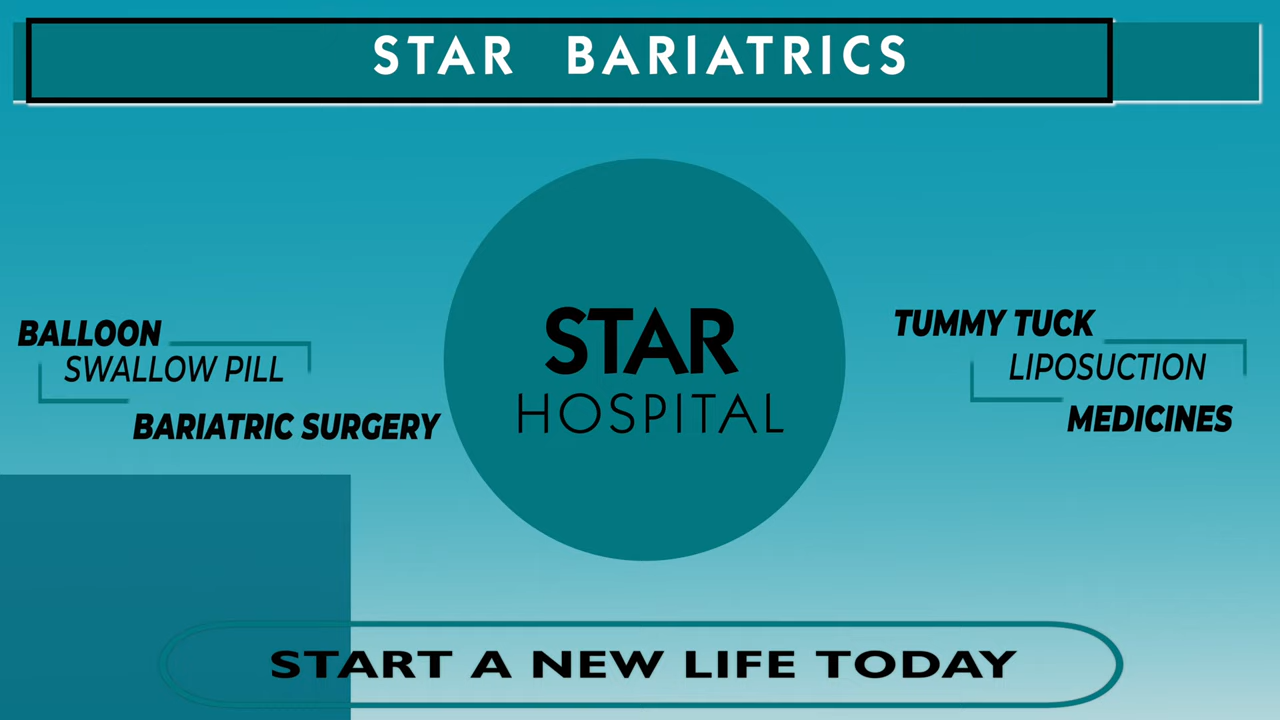 STAR BARIATRICS
BALLOON
SWALLOW PILL
BARIATRIC SURGERY
STAR
HOSPITAL
TUMMY TUCK
LIPOSUCTION
MEDICINES
START A NEW LIFE TODAY